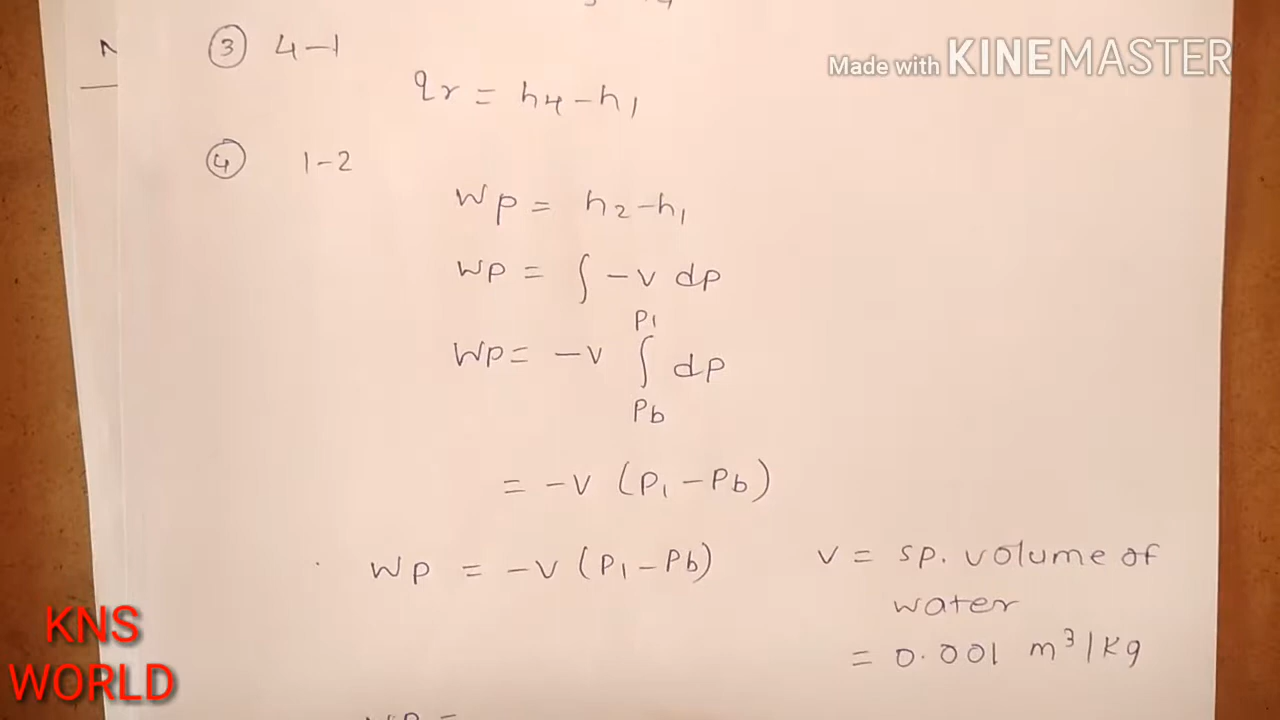 Made with KINEMASTER
③ 4-1
qr = h4-h1
④ 1-2
Wp = h2-h1
Wp = ∫ -v dp
P1
Wp = -v ∫ dp
Pb
= -v (P1 - Pb)
Wp = -v (P1 - Pb)
v = sp. volume of
water
= 0.001 m³/kg
KNS
WORLD
Wp =